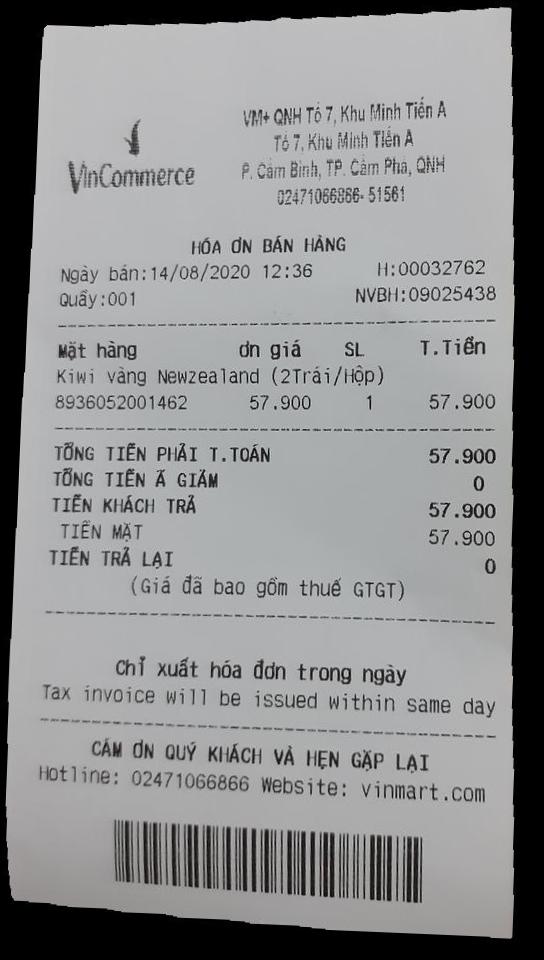 VinCommerce
VM+ QNH Tổ 7, Khu Minh Tiến A
Tổ 7, Khu Minh Tiến A
P. Cẩm Bình, TP. Cẩm Phả, QNH
02471066866- 51561
HÓA ƠN BÁN HÀNG
Ngày bán:14/08/2020 12:36 H:00032762
Quầy:001 NVBH:09025438
Mặt hàng ơn giá SL T.Tiền
Kiwi vàng Newzealand (2Trái/Hộp)
8936052001462 57.900 1 57.900
TỔNG TIỀN PHẢI T.TOÁN 57.900
TỔNG TIỀN Ã GIẢM 0
TIỀN KHÁCH TRẢ 57.900
TIỀN MẶT 57.900
TIỀN TRẢ LẠI 0
(Giá đã bao gồm thuế GTGT)
Chỉ xuất hóa đơn trong ngày
Tax invoice will be issued within same day
CẢM ƠN QUÝ KHÁCH VÀ HẸN GẶP LẠI
Hotline: 02471066866 Website: vinmart.com